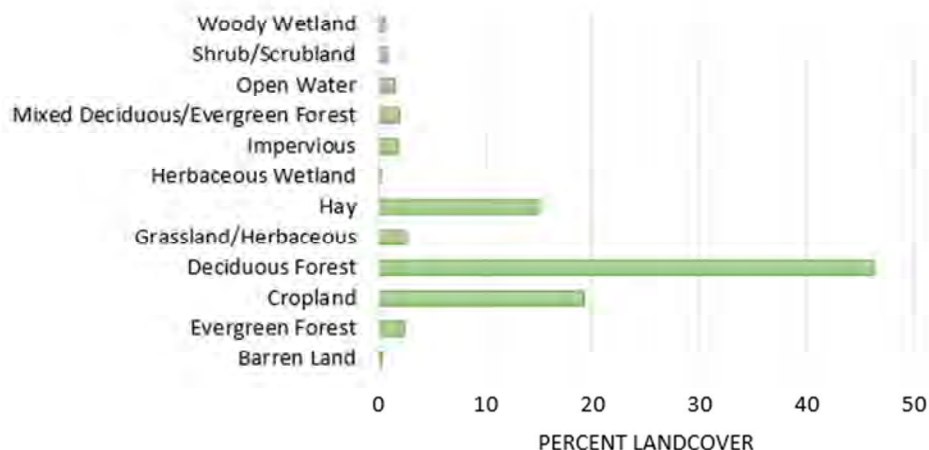 Woody Wetland
Shrub/Scrubland
Open Water
Mixed Deciduous/Evergreen Forest
Impervious
Herbaceous Wetland
Hay
Grassland/Herbaceous
Deciduous Forest
Cropland
Evergreen Forest
Barren Land
0 10 20 30 40 50
PERCENT LANDCOVER